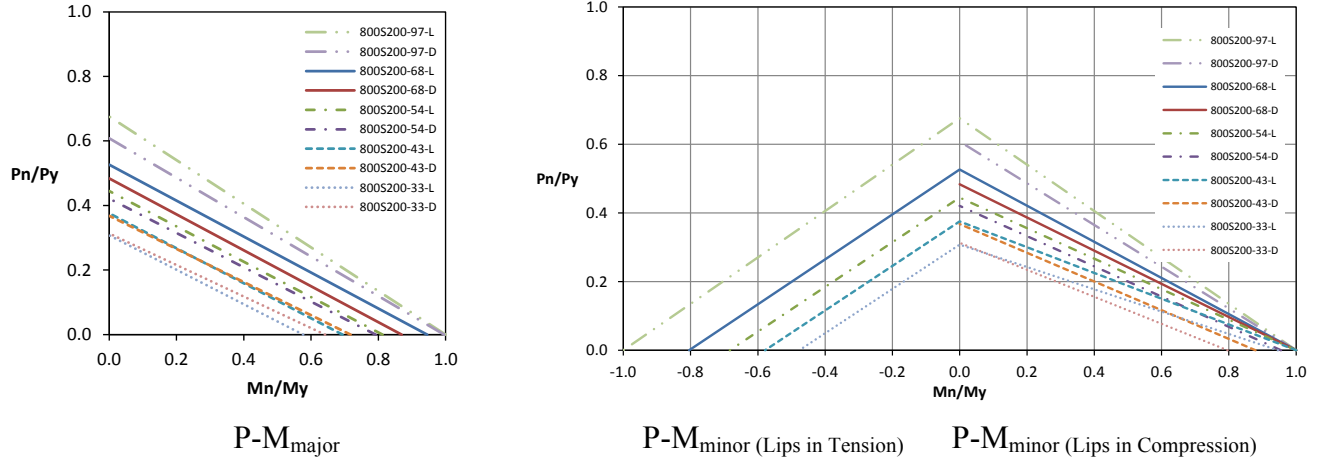 1.0
0.8
0.6
0.4
0.2
0.0
Pn/Py
0.0 0.2 0.4 0.6 0.8 1.0
Mn/My
800S200-97-L
800S200-97-D
800S200-68-L
800S200-68-D
800S200-54-L
800S200-54-D
800S200-43-L
800S200-43-D
800S200-33-L
800S200-33-D
P-Mmajor
1.0
0.8
0.6
0.4
0.2
0.0
Pn/Py
-1.0 -0.8 -0.6 -0.4 -0.2 0.0 0.2 0.4 0.6 0.8 1.0
Mn/My
800S200-97-L
800S200-97-D
800S200-68-L
800S200-68-D
800S200-54-L
800S200-54-D
800S200-43-L
800S200-43-D
800S200-33-L
800S200-33-D
P-Mminor (Lips in Tension) P-Mminor (Lips in Compression)